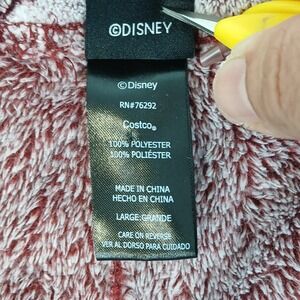 ©DISNEY
©Disney
RN#76292
Costco®
100% POLYESTER
100% POLIÉSTER
MADE IN CHINA
HECHO EN CHINA
LARGE:GRANDE
CARE ON REVERSE
VER AL DORSO PARA CUIDADO